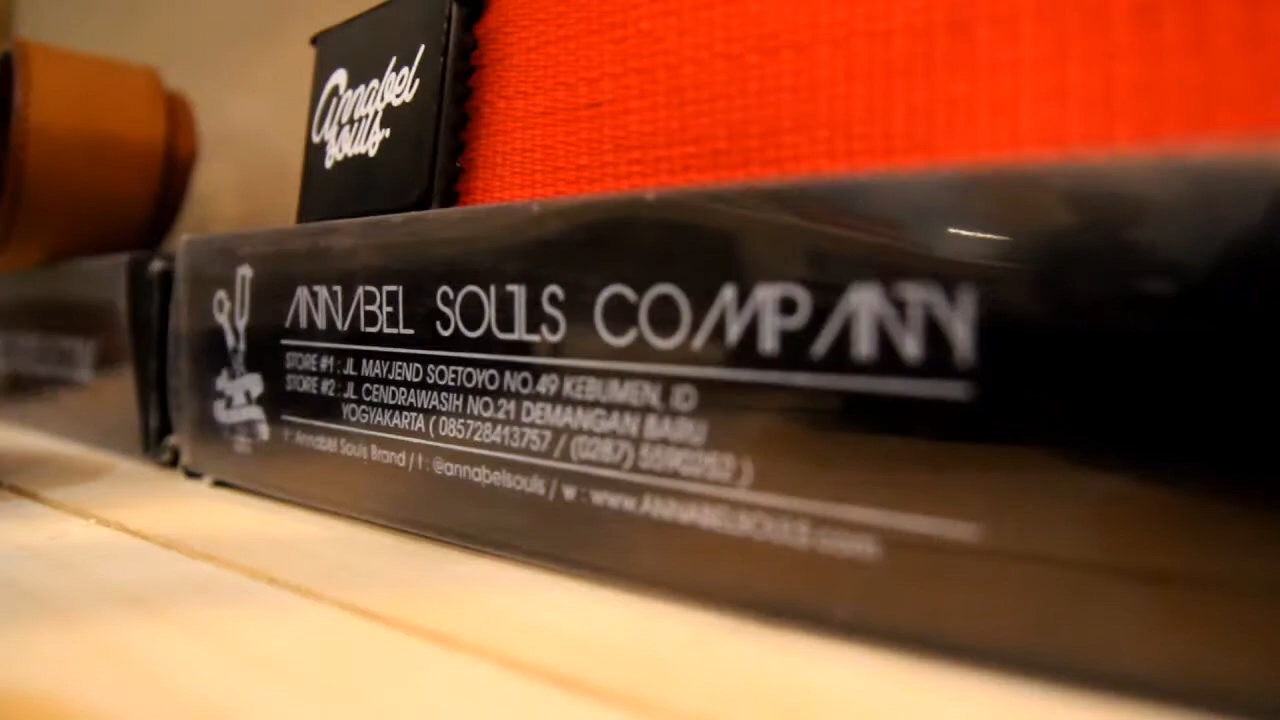 Annabel
Souls.
ANNABEL SOULS COMPANY
STORE #1 : JL. MAYJEND SOETOYO NO.49 KEBUMEN, ID
STORE #2 : JL. CENDRAWASIH NO.21 DEMANGAN BARU
YOGYAKARTA ( 085728413757 / (0287) )
f : Annabel Souls Brand / t : @annabelsouls / w : www.ANNABELSOULS.com